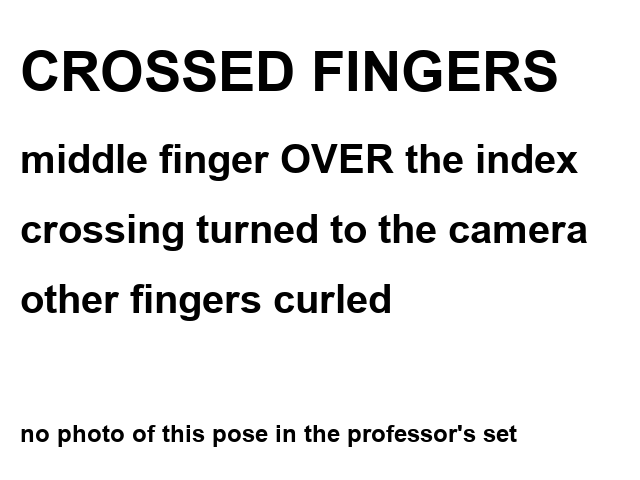 CROSSED FINGERS
middle finger OVER the index
crossing turned to the camera
other fingers curled
no photo of this pose in the professor's set